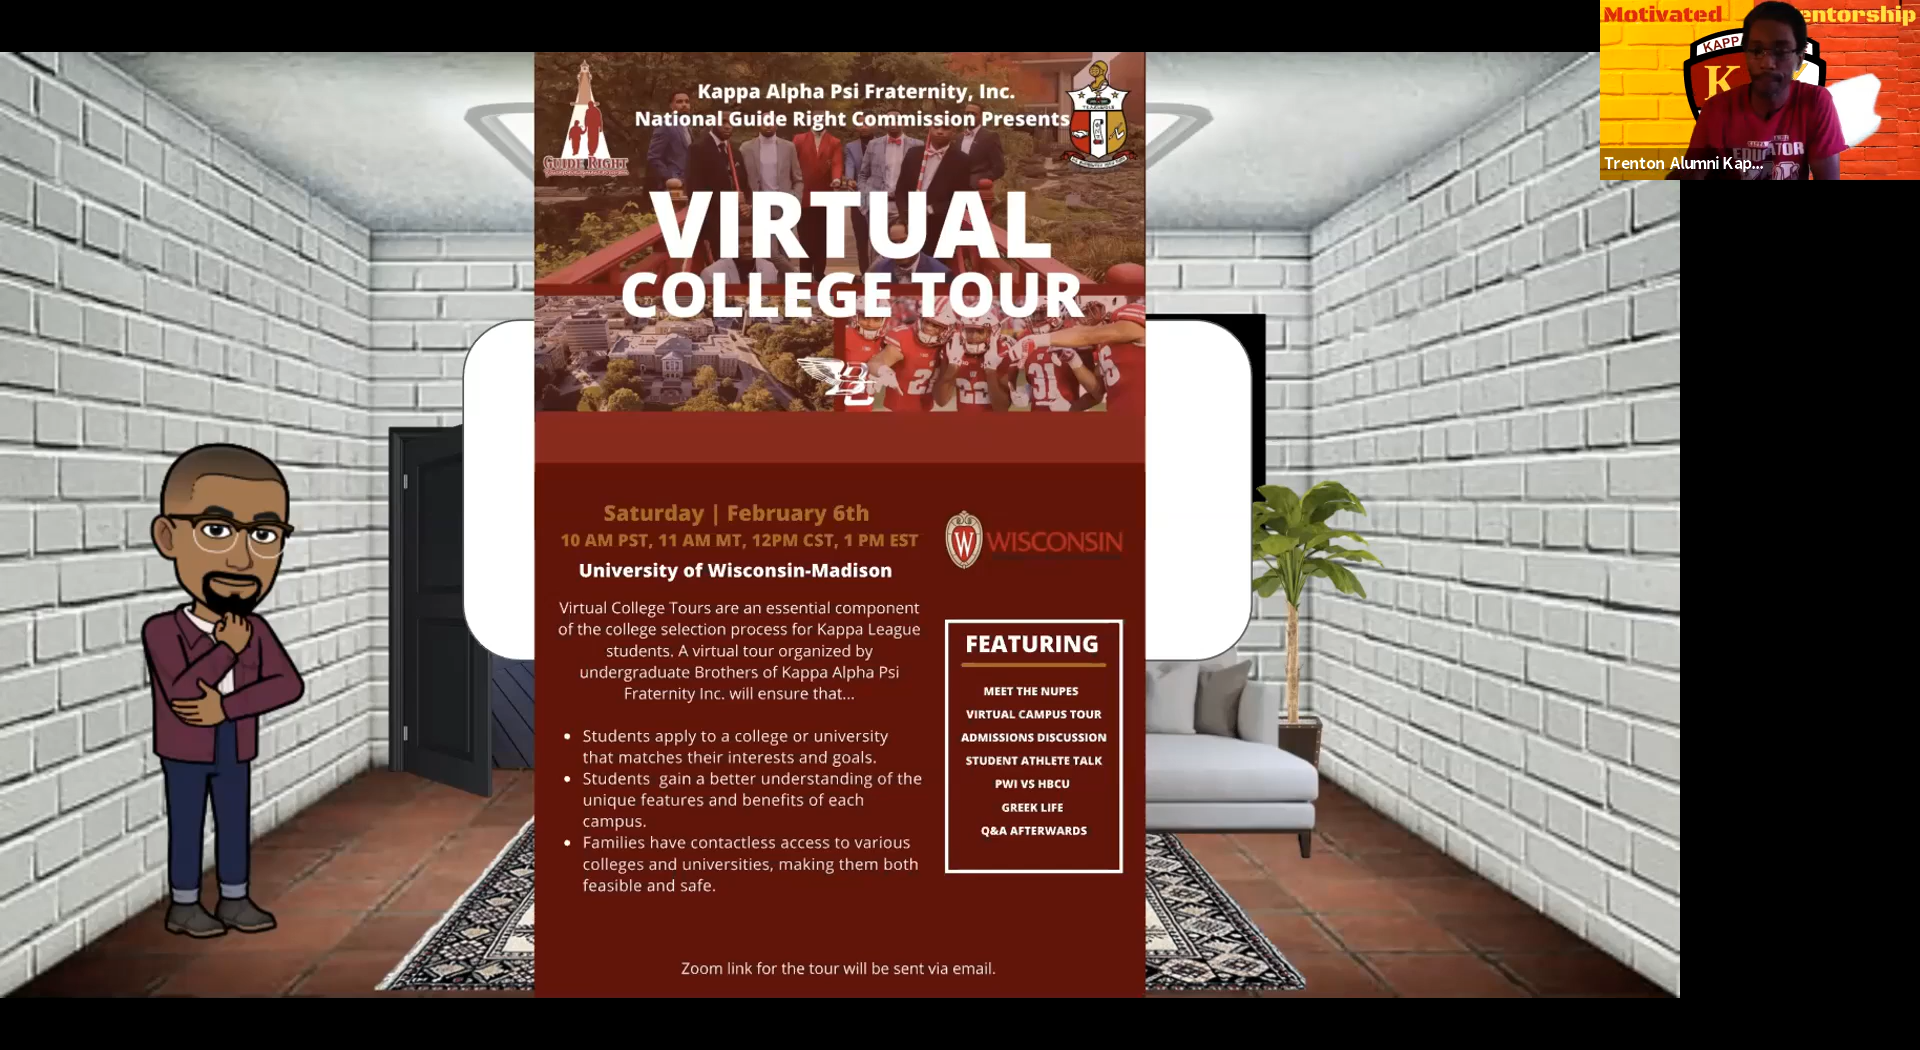 Kappa Alpha Psi Fraternity, Inc.
National Guide Right Commission Presents
GUIDE RIGHT
VIRTUAL
COLLEGE TOUR
2
22
31
6
Saturday | February 6th
10 AM PST, 11 AM MT, 12PM CST, 1 PM EST
University of Wisconsin-Madison
W WISCONSIN
Virtual College Tours are an essential component
of the college selection process for Kappa League
students. A virtual tour organized by
undergraduate Brothers of Kappa Alpha Psi
Fraternity Inc. will ensure that...
• Students apply to a college or university
that matches their interests and goals.
• Students gain a better understanding of the
unique features and benefits of each
campus.
• Families have contactless access to various
colleges and universities, making them both
feasible and safe.
FEATURING
MEET THE NUPES
VIRTUAL CAMPUS TOUR
ADMISSIONS DISCUSSION
STUDENT ATHLETE TALK
PWI VS HBCU
GREEK LIFE
Q&A AFTERWARDS
Zoom link for the tour will be sent via email.
Motivated entorship
KAPP
K
Trenton Alumni Kap...